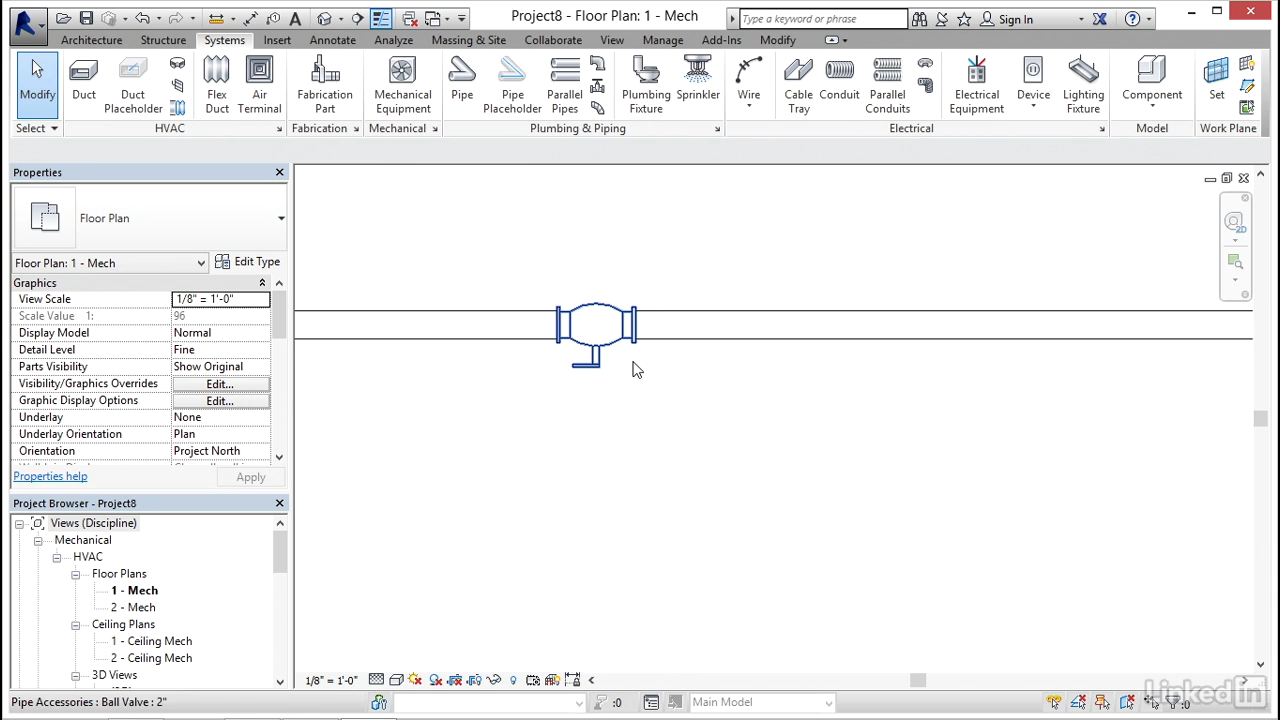 Project8 - Floor Plan: 1 - Mech
Type a keyword or phrase
Sign In
Architecture Structure Systems Insert Annotate Analyze Massing & Site Collaborate View Manage Add-Ins Modify
Modify
Duct
Duct Placeholder
Flex Duct
Air Terminal
Fabrication Part
Mechanical Equipment
Pipe
Pipe Placeholder
Parallel Pipes
Plumbing Fixture
Sprinkler
Wire
Cable Tray
Conduit
Parallel Conduits
Electrical Equipment
Device
Lighting Fixture
Component
Set
Select HVAC Fabrication Mechanical Plumbing & Piping Electrical Model Work Plane
Properties
Floor Plan
Floor Plan: 1 - Mech Edit Type
Graphics
View Scale 1/8" = 1'-0"
Scale Value 1: 96
Display Model Normal
Detail Level Fine
Parts Visibility Show Original
Visibility/Graphics Overrides Edit...
Graphic Display Options Edit...
Underlay None
Underlay Orientation Plan
Orientation Project North
Properties help Apply
Project Browser - Project8
Views (Discipline)
Mechanical
HVAC
Floor Plans
1 - Mech
2 - Mech
Ceiling Plans
1 - Ceiling Mech
2 - Ceiling Mech
3D Views
2D
1/8" = 1'-0"
Pipe Accessories : Ball Valve : 2" :0 Main Model :0
LinkedIn